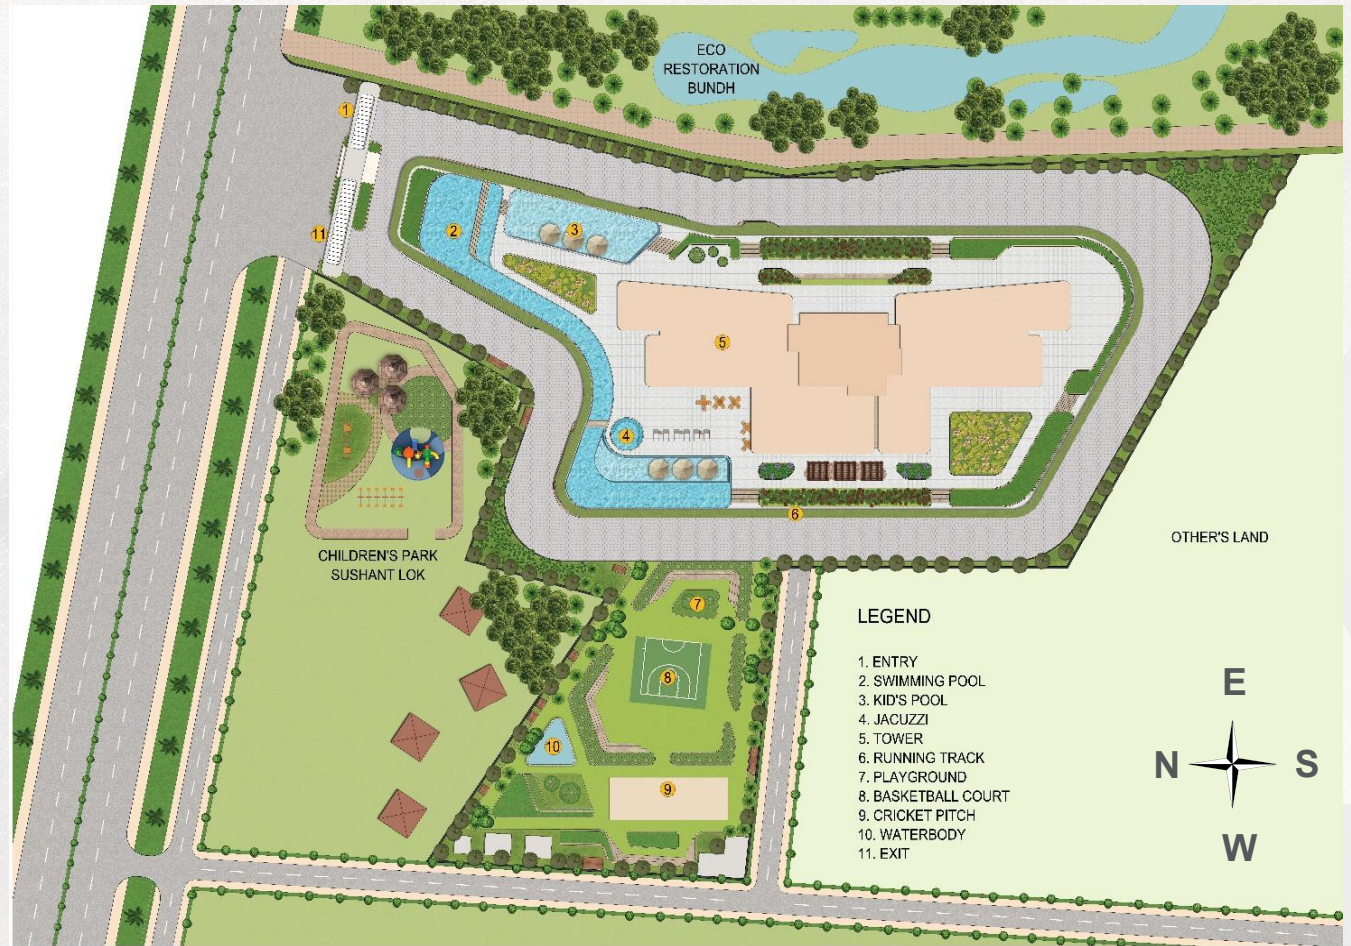 ECO
RESTORATION
BUNDH
1
11
2
3
5
4
6
CHILDREN'S PARK
SUSHANT LOK
OTHER'S LAND
7
8
10
9
LEGEND
1. ENTRY
2. SWIMMING POOL
3. KID'S POOL
4. JACUZZI
5. TOWER
6. RUNNING TRACK
7. PLAYGROUND
8. BASKETBALL COURT
9. CRICKET PITCH
10. WATERBODY
11. EXIT
E
N S
W